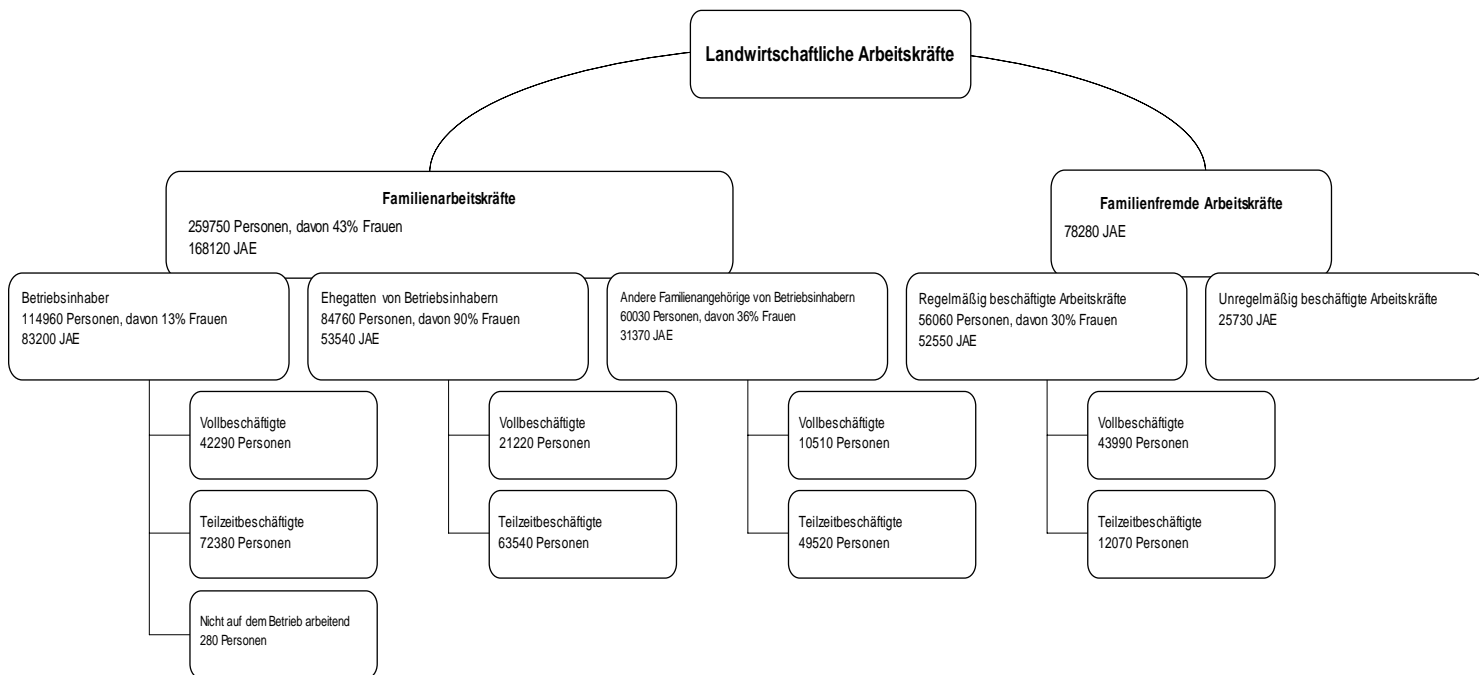 Landwirtschaftliche Arbeitskräfte
Familienarbeitskräfte
259750 Personen, davon 43% Frauen
168120 JAE
Familienfremde Arbeitskräfte
78280 JAE
Betriebsinhaber
114960 Personen, davon 13% Frauen
83200 JAE
Ehegatten von Betriebsinhabern
84760 Personen, davon 90% Frauen
53540 JAE
Andere Familienangehörige von Betriebsinhabern
60030 Personen, davon 36% Frauen
31370 JAE
Regelmäßig beschäftigte Arbeitskräfte
56060 Personen, davon 30% Frauen
52550 JAE
Unregelmäßig beschäftigte Arbeitskräfte
25730 JAE
Vollbeschäftigte
42290 Personen
Teilzeitbeschäftigte
72380 Personen
Nicht auf dem Betrieb arbeitend
280 Personen
Vollbeschäftigte
21220 Personen
Teilzeitbeschäftigte
63540 Personen
Vollbeschäftigte
10510 Personen
Teilzeitbeschäftigte
49520 Personen
Vollbeschäftigte
43990 Personen
Teilzeitbeschäftigte
12070 Personen